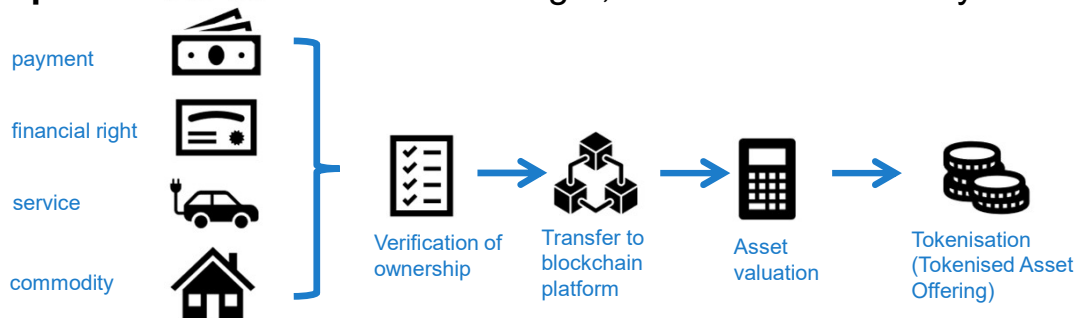 payment
financial right
service
commodity
Verification of
ownership
Transfer to
blockchain
platform
Asset
valuation
Tokenisation
(Tokenised Asset
Offering)